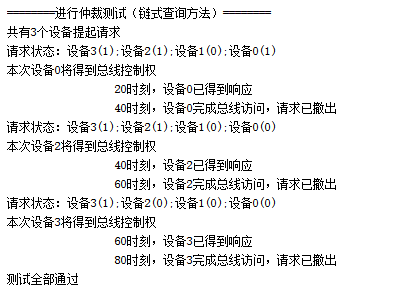 ═══════进行仲裁测试（链式查询方法）═══════
共有3个设备提起请求
请求状态：设备3(1);设备2(1);设备1(0);设备0(1)
本次设备0将得到总线控制权
20时刻，设备0已得到响应
40时刻，设备0完成总线访问，请求已撤出
请求状态：设备3(1);设备2(1);设备1(0);设备0(0)
本次设备2将得到总线控制权
40时刻，设备2已得到响应
60时刻，设备2完成总线访问，请求已撤出
请求状态：设备3(1);设备2(0);设备1(0);设备0(0)
本次设备3将得到总线控制权
60时刻，设备3已得到响应
80时刻，设备3完成总线访问，请求已撤出
测试全部通过